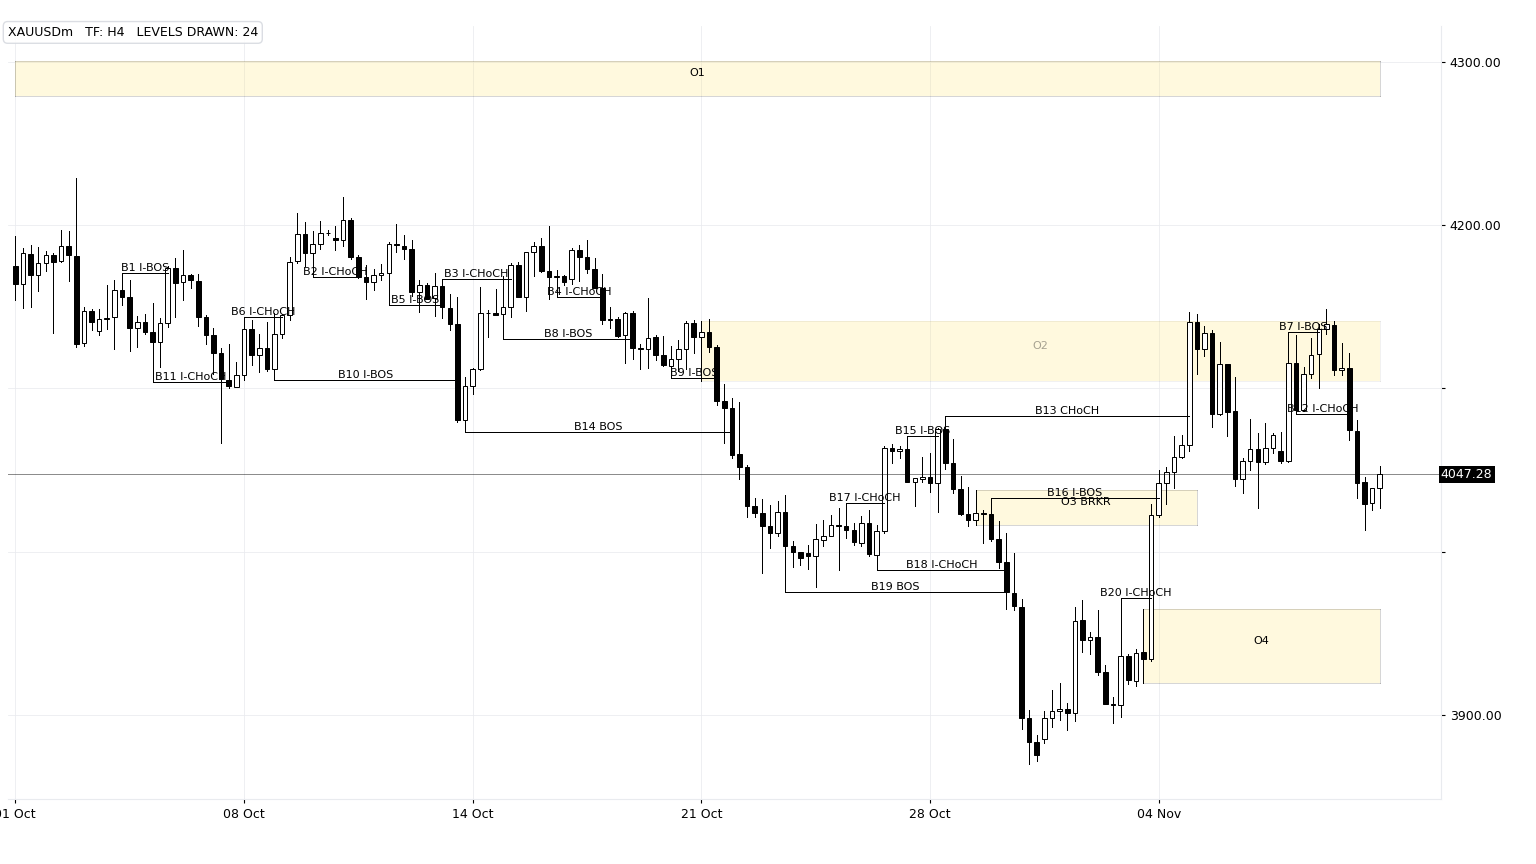 XAUUSDm TF: H4 LEVELS DRAWN: 24
4300.00
O1
4200.00
B1 I-BOS
B2 I-CHoCH
B3 I-CHoCH
B4 I-CHoCH
B5 I-BOS
B6 I-CHoCH
B7 I-BOS
B8 I-BOS
O2
B9 I-BOS
B10 I-BOS
B11 I-CHoCH
B12 I-CHoCH
B13 CHoCH
B14 BOS
B15 I-BOS
4047.28
B16 I-BOS
B17 I-CHoCH
O3 BRKR
B18 I-CHoCH
B19 BOS
B20 I-CHoCH
O4
3900.00
01 Oct
08 Oct
14 Oct
21 Oct
28 Oct
04 Nov